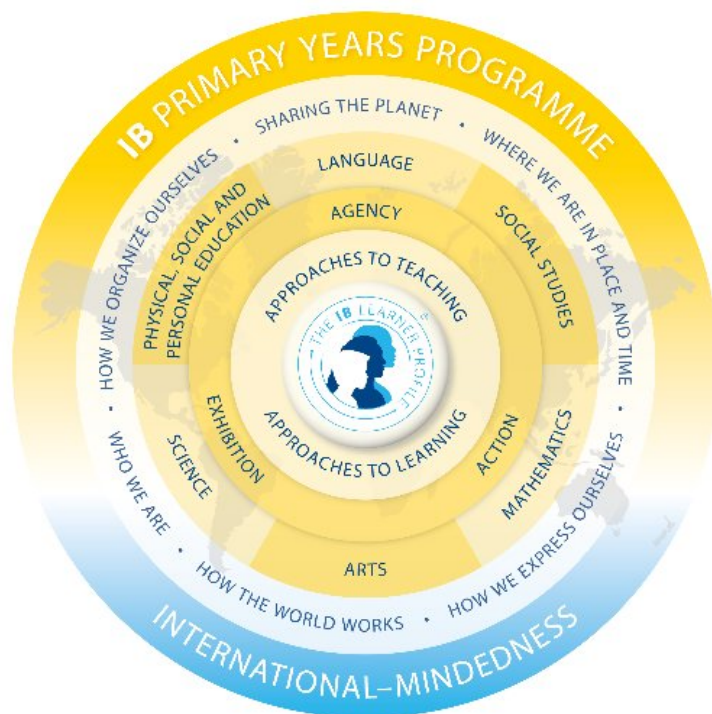 IB PRIMARY YEARS PROGRAMME
SHARING THE PLANET
•
WHERE WE ARE IN PLACE AND TIME
•
HOW WE EXPRESS OURSELVES
•
HOW THE WORLD WORKS
•
WHO WE ARE
•
HOW WE ORGANIZE OURSELVES
•
LANGUAGE
SOCIAL STUDIES
MATHEMATICS
ARTS
SCIENCE
PHYSICAL, SOCIAL AND
PERSONAL EDUCATION
AGENCY
ACTION
EXHIBITION
APPROACHES TO TEACHING
THE IB LEARNER PROFILE
®
APPROACHES TO LEARNING
INTERNATIONAL–MINDEDNESS